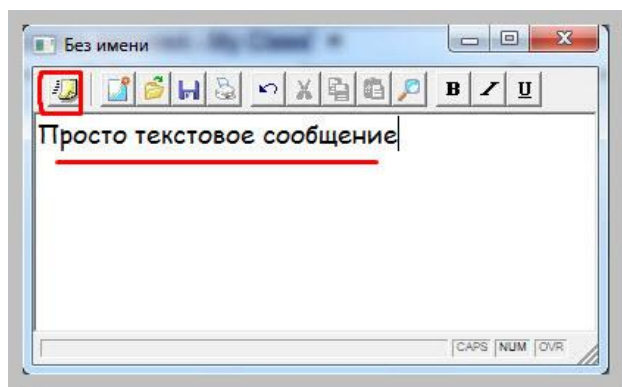 Без имени
B I U
Просто текстовое сообщение
CAPS NUM OVR